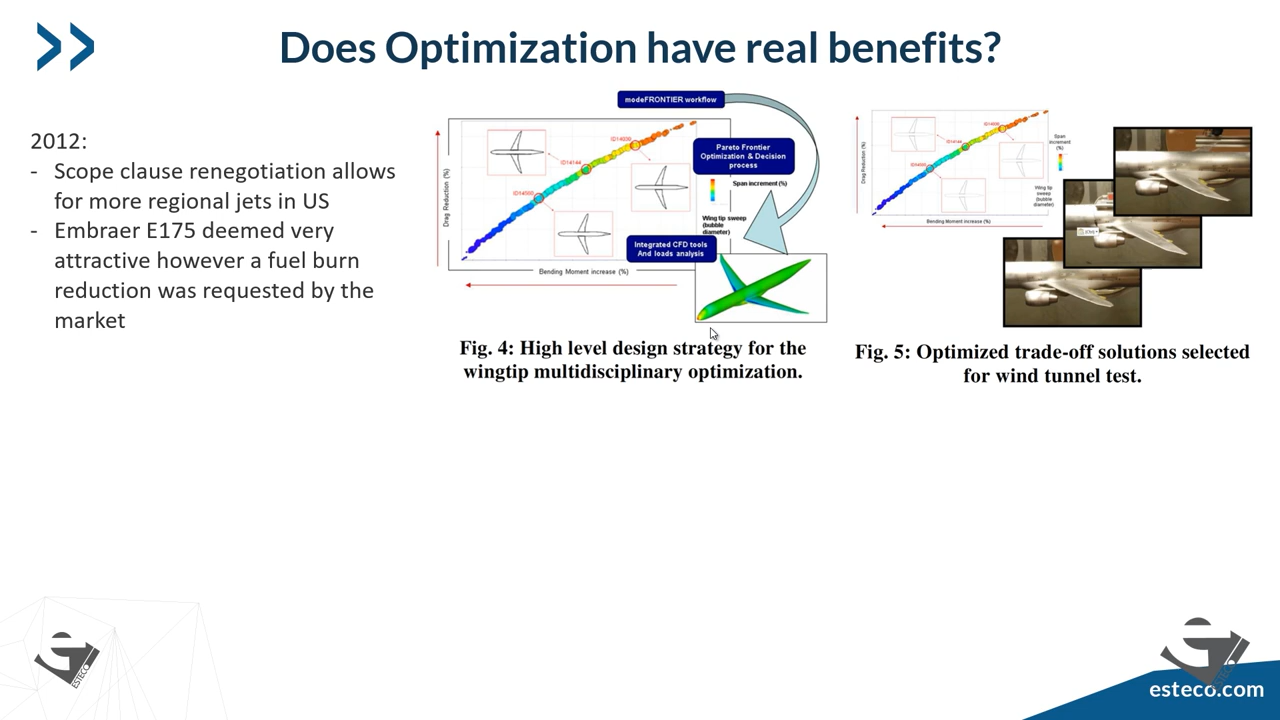 Does Optimization have real benefits?
2012:
- Scope clause renegotiation allows
for more regional jets in US
- Embraer E175 deemed very
attractive however a fuel burn
reduction was requested by the
market
modeFRONTIER workflow
Pareto Frontier
Optimization & Decision
process
Span increment (%)
Wing tip sweep
(bubble
diameter)
Integrated CFD tools
And loads analysis
Drag Reduction (%)
Bending Moment increase (%)
ID14144
Fig. 4: High level design strategy for the
wingtip multidisciplinary optimization.
Drag Reduction (%)
Span
increment
(%)
Wing tip
sweep
(bubble
diameter)
Bending Moment increase (%)
Fig. 5: Optimized trade-off solutions selected
for wind tunnel test.
ESTECO
ESTECO
esteco.com